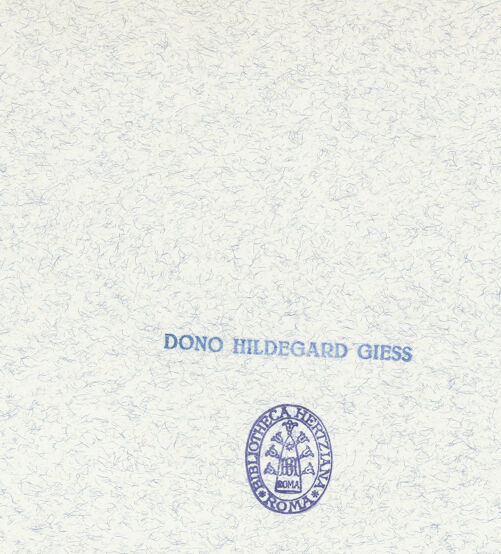 DONO HILDEGARD GIESS
BIBLIOTHECA HERTZIANA
ROMA
ROMA